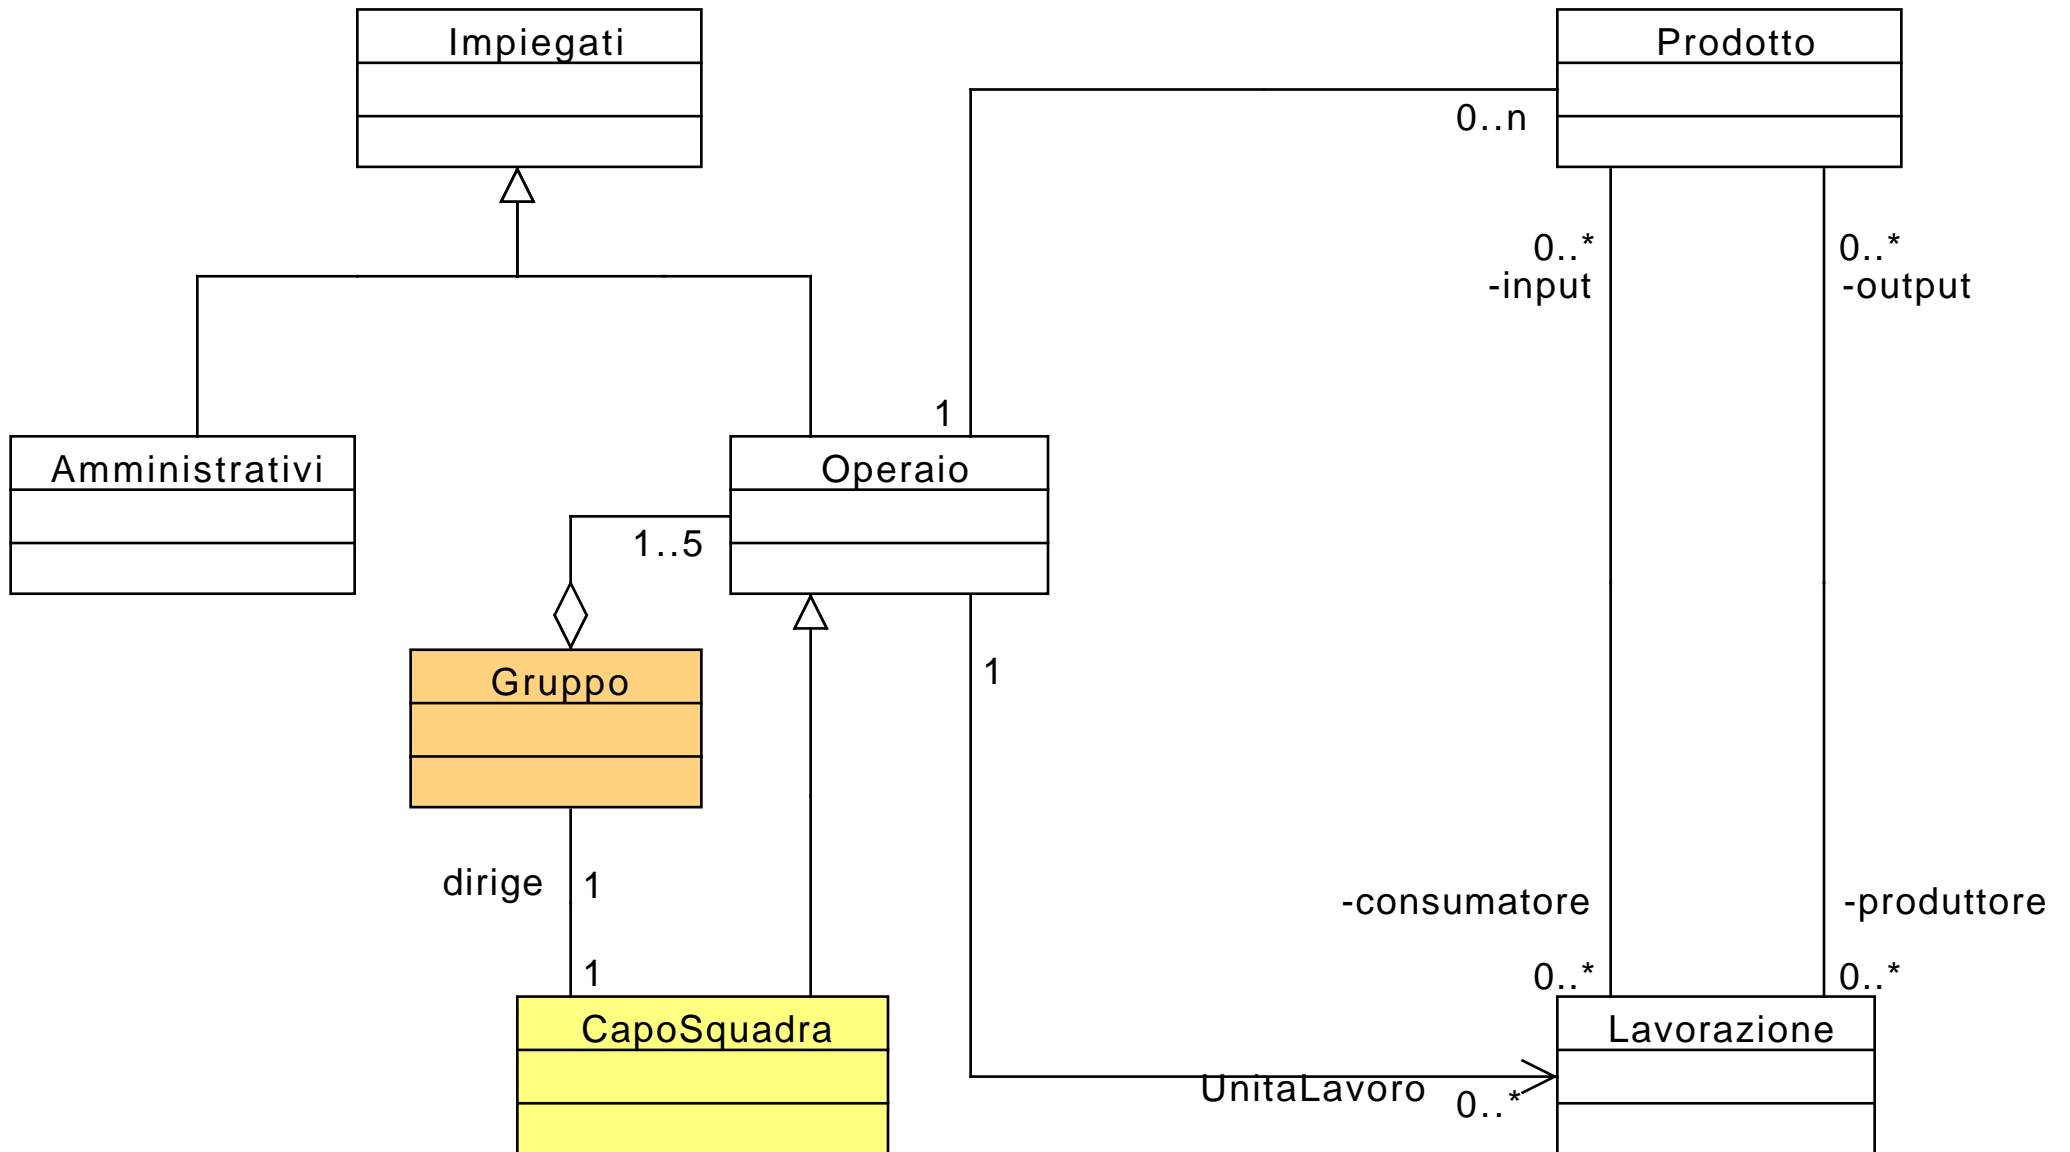 Impiegati
Prodotto
0..n
0..*
-input
0..*
-output
1
Amministrativi
Operaio
1..5
Gruppo
1
dirige
1
-consumatore
-produttore
1
0..*
0..*
CapoSquadra
Lavorazione
UnitaLavoro
0..*